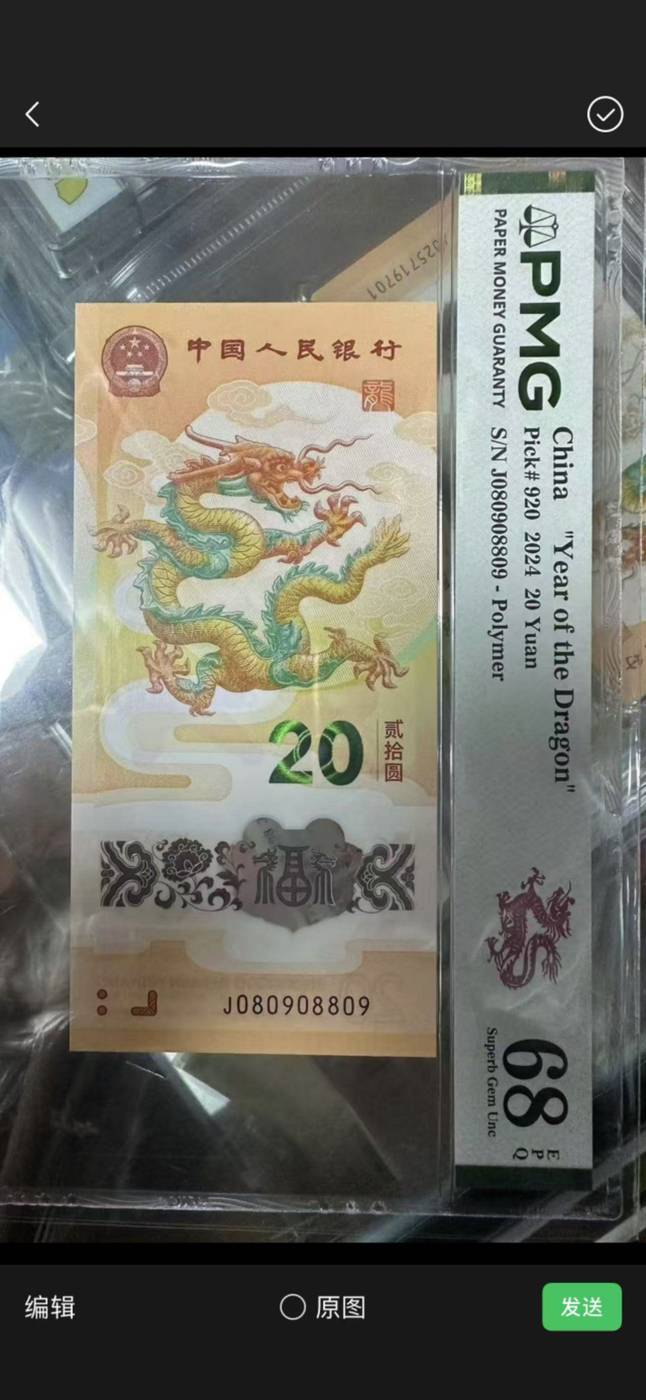 025719701
中国人民银行
龍
20
贰拾圆
福
J080908809
PMG
PAPER MONEY GUARANTY
China "Year of the Dragon"
Pick# 920 2024 20 Yuan
S/N J080908809 - Polymer
68
EPQ
Superb Gem Unc
编辑
原图
发送